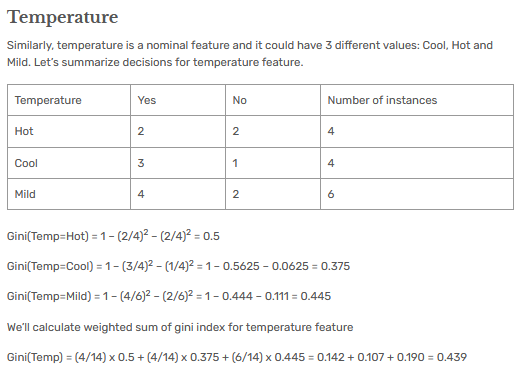 Temperature
Similarly, temperature is a nominal feature and it could have 3 different values: Cool, Hot and
Mild. Let’s summarize decisions for temperature feature.
Temperature Yes No Number of instances
Hot 2 2 4
Cool 3 1 4
Mild 4 2 6
Gini(Temp=Hot) = 1 – (2/4)² – (2/4)² = 0.5
Gini(Temp=Cool) = 1 – (3/4)² – (1/4)² = 1 – 0.5625 – 0.0625 = 0.375
Gini(Temp=Mild) = 1 – (4/6)² – (2/6)² = 1 – 0.444 – 0.111 = 0.445
We’ll calculate weighted sum of gini index for temperature feature
Gini(Temp) = (4/14) x 0.5 + (4/14) x 0.375 + (6/14) x 0.445 = 0.142 + 0.107 + 0.190 = 0.439